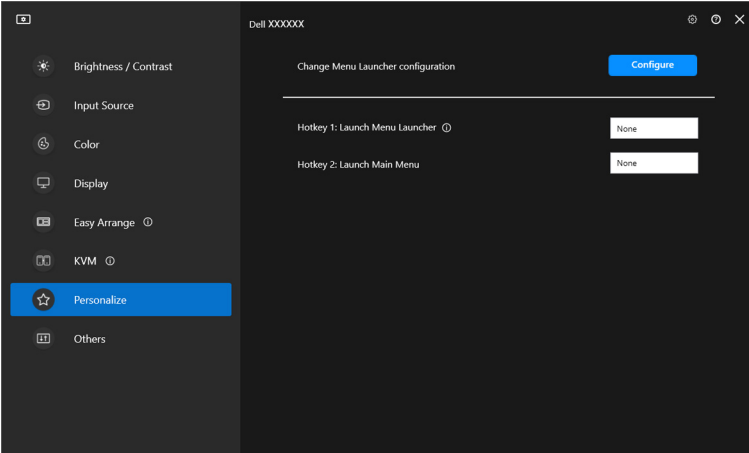 Dell XXXXXX
Brightness / Contrast
Input Source
Color
Display
Easy Arrange
KVM
Personalize
Others
Change Menu Launcher configuration
Configure
Hotkey 1: Launch Menu Launcher
None
Hotkey 2: Launch Main Menu
None